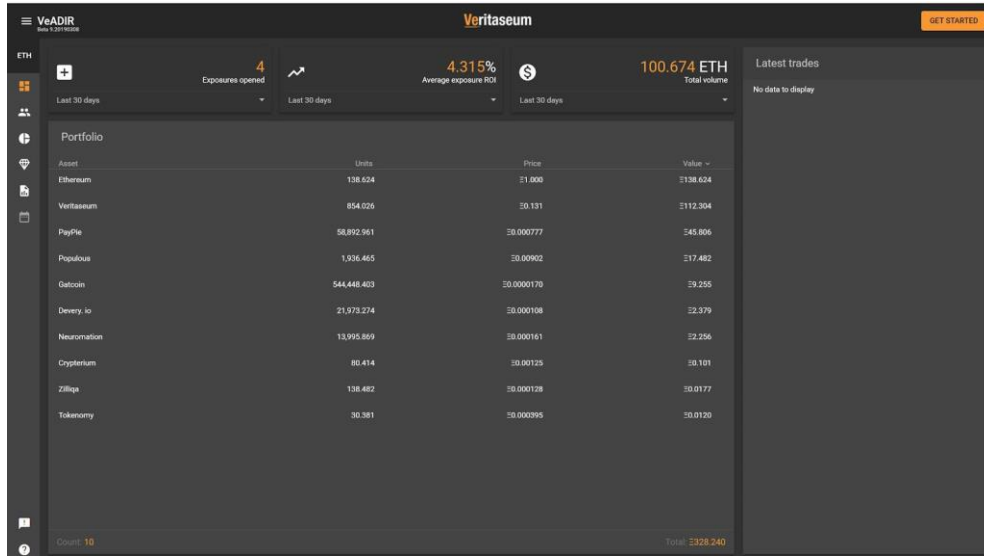 VeADIR
Beta 9.20190308
Veritaseum
GET STARTED
ETH
4
Exposures opened
Last 30 days
4.315%
Average exposure ROI
Last 30 days
100.674 ETH
Total volume
Last 30 days
Latest trades
No data to display
Portfolio
Asset Units Price Value
Ethereum 138.624 Ξ1.000 Ξ138.624
Veritaseum 854.026 Ξ0.131 Ξ112.304
PayPie 58,892.961 Ξ0.000777 Ξ45.806
Populous 1,936.465 Ξ0.00902 Ξ17.482
Gatcoin 544,448.403 Ξ0.0000170 Ξ9.255
Devery.io 21,973.274 Ξ0.000108 Ξ2.379
Neuromation 13,995.869 Ξ0.000161 Ξ2.256
Crypterium 80.414 Ξ0.00125 Ξ0.101
Zilliqa 138.482 Ξ0.000128 Ξ0.0177
Tokenomy 30.381 Ξ0.000395 Ξ0.0120
Count: 10 Total: Ξ328.240